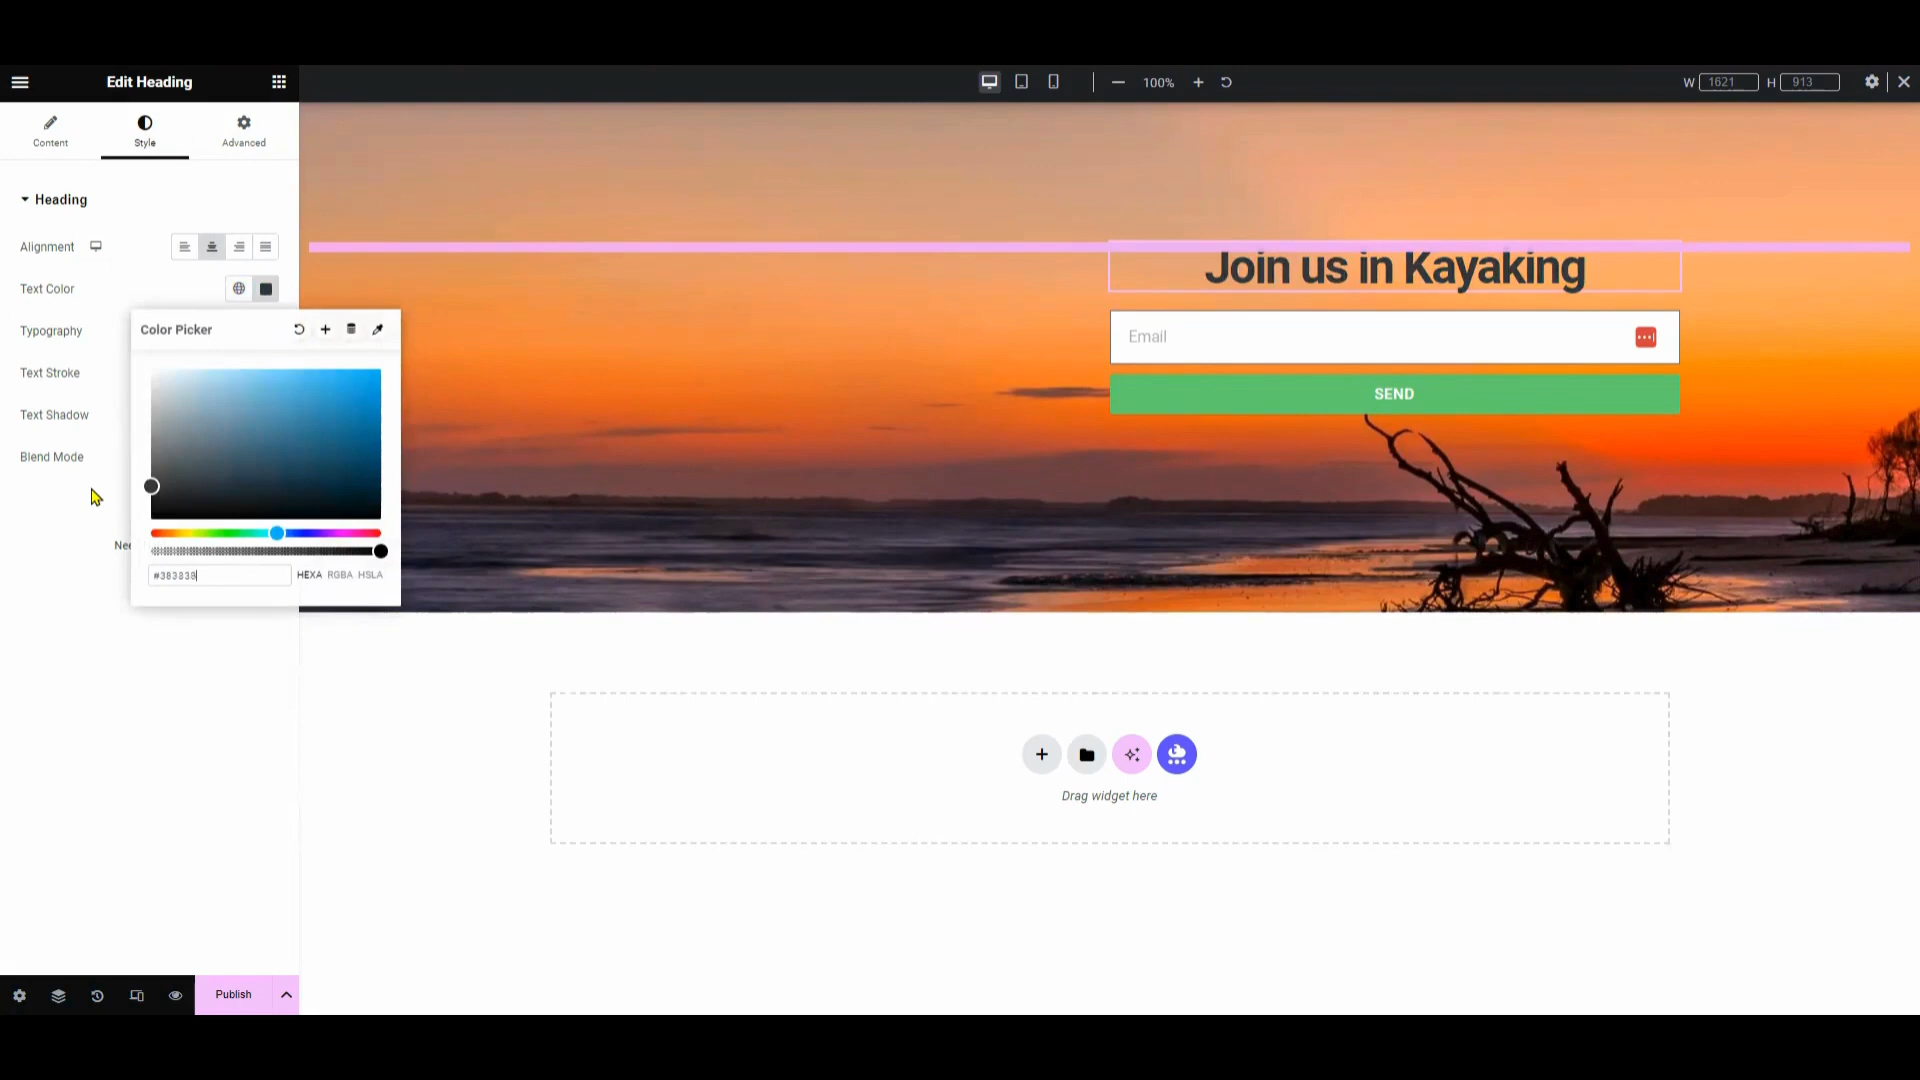 Edit Heading
100%
W 1621
H 913
Content
Style
Advanced
Heading
Alignment
Text Color
Typography
Text Stroke
Text Shadow
Blend Mode
Color Picker
#383838
HEXA RGBA HSLA
Nee
Join us in Kayaking
Email
SEND
Drag widget here
Publish